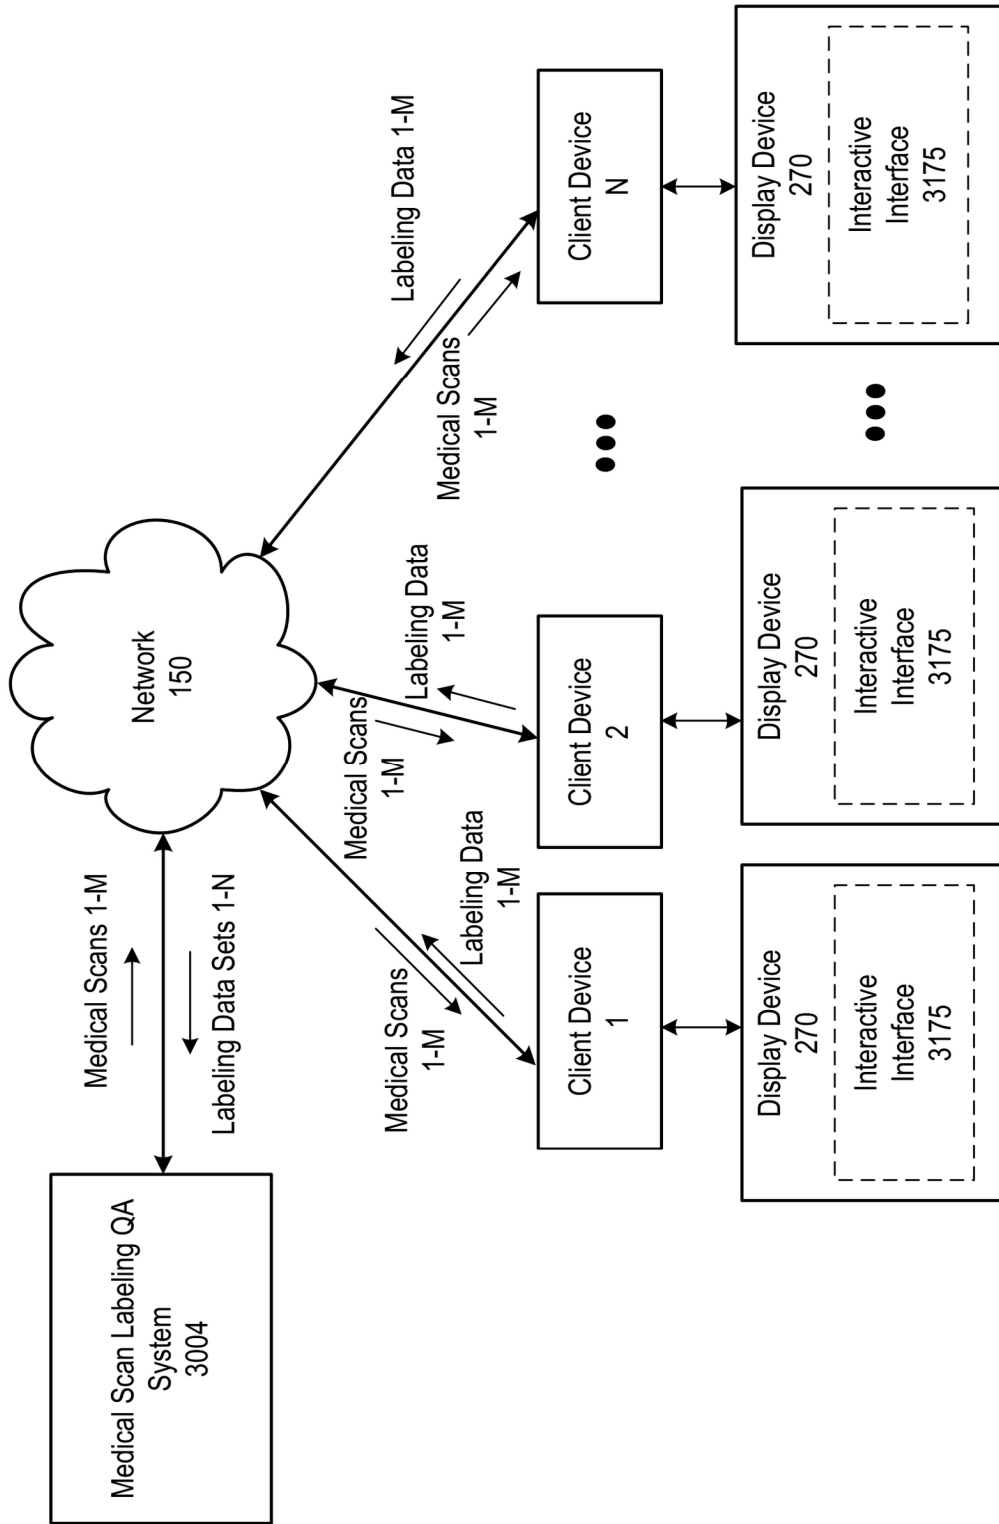 Medical Scan Labeling QA
System
3004
Medical Scans 1-M
Labeling Data Sets 1-N
Network
150
Medical Scans
1-M
Labeling Data
1-M
Medical Scans
1-M
Labeling Data
1-M
Medical Scans
1-M
Labeling Data 1-M
Client Device
1
Client Device
2
Client Device
N
Display Device
270
Interactive
Interface
3175
Display Device
270
Interactive
Interface
3175
Display Device
270
Interactive
Interface
3175